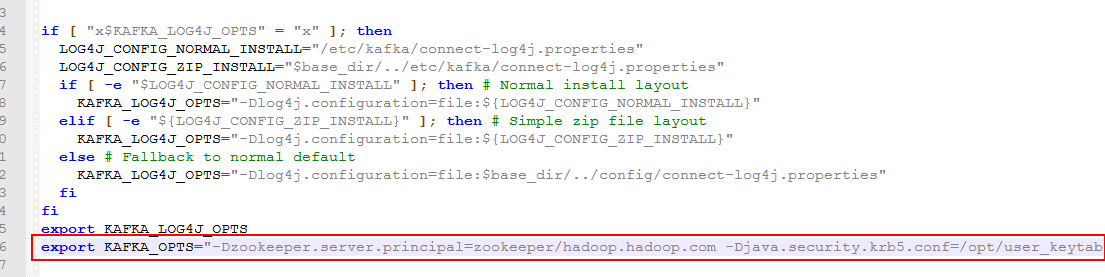 3
4 if [ "x$KAFKA_LOG4J_OPTS" = "x" ]; then
5 LOG4J_CONFIG_NORMAL_INSTALL="/etc/kafka/connect-log4j.properties"
6 LOG4J_CONFIG_ZIP_INSTALL="$base_dir/../etc/kafka/connect-log4j.properties"
7 if [ -e "$LOG4J_CONFIG_NORMAL_INSTALL" ]; then # Normal install layout
8 KAFKA_LOG4J_OPTS="-Dlog4j.configuration=file:${LOG4J_CONFIG_NORMAL_INSTALL}"
9 elif [ -e "${LOG4J_CONFIG_ZIP_INSTALL}" ]; then # Simple zip file layout
0 KAFKA_LOG4J_OPTS="-Dlog4j.configuration=file:${LOG4J_CONFIG_ZIP_INSTALL}"
1 else # Fallback to normal default
2 KAFKA_LOG4J_OPTS="-Dlog4j.configuration=file:$base_dir/../config/connect-log4j.properties"
3 fi
4 fi
5 export KAFKA_LOG4J_OPTS
6 export KAFKA_OPTS="-Dzookeeper.server.principal=zookeeper/hadoop.hadoop.com -Djava.security.krb5.conf=/opt/user_keytab
7